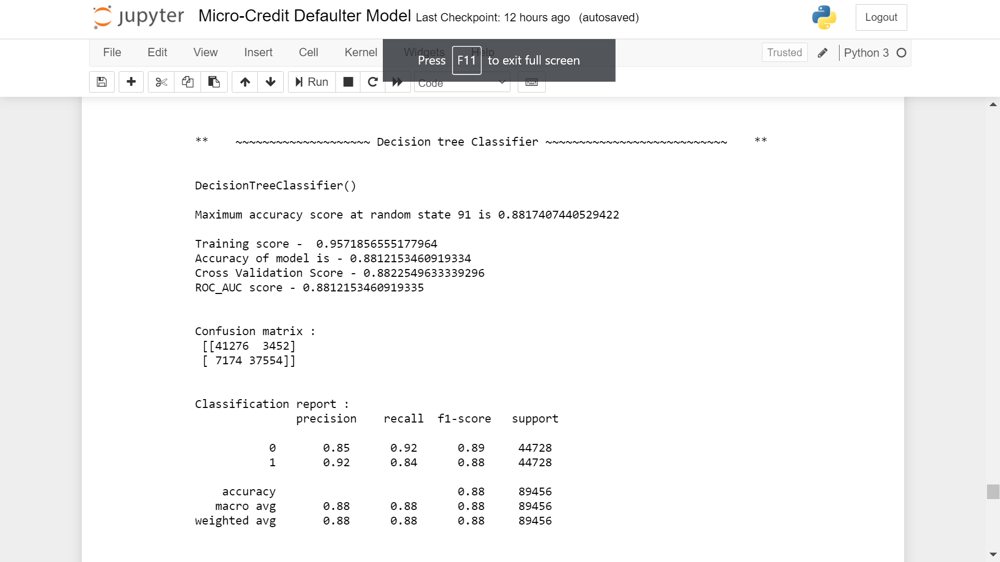 jupyter Micro-Credit Defaulter Model Last Checkpoint: 12 hours ago (autosaved) Logout
File Edit View Insert Cell Kernel Widgets Help Trusted Python 3
Press F11 to exit full screen
Run Code
** ~~~~~~~~~~~~~~~~~~~~ Decision tree Classifier ~~~~~~~~~~~~~~~~~~~~~~~~~~~ **
DecisionTreeClassifier()
Maximum accuracy score at random state 91 is 0.8817407440529422
Training score -  0.9571856555177964
Accuracy of model is - 0.8812153460919334
Cross Validation Score - 0.8822549633339296
ROC_AUC score - 0.8812153460919335
Confusion matrix :
[[41276  3452]
[ 7174 37554]]
Classification report :
precision recall f1-score support
0 0.85 0.92 0.89 44728
1 0.92 0.84 0.88 44728
accuracy 0.88 89456
macro avg 0.88 0.88 0.88 89456
weighted avg 0.88 0.88 0.88 89456